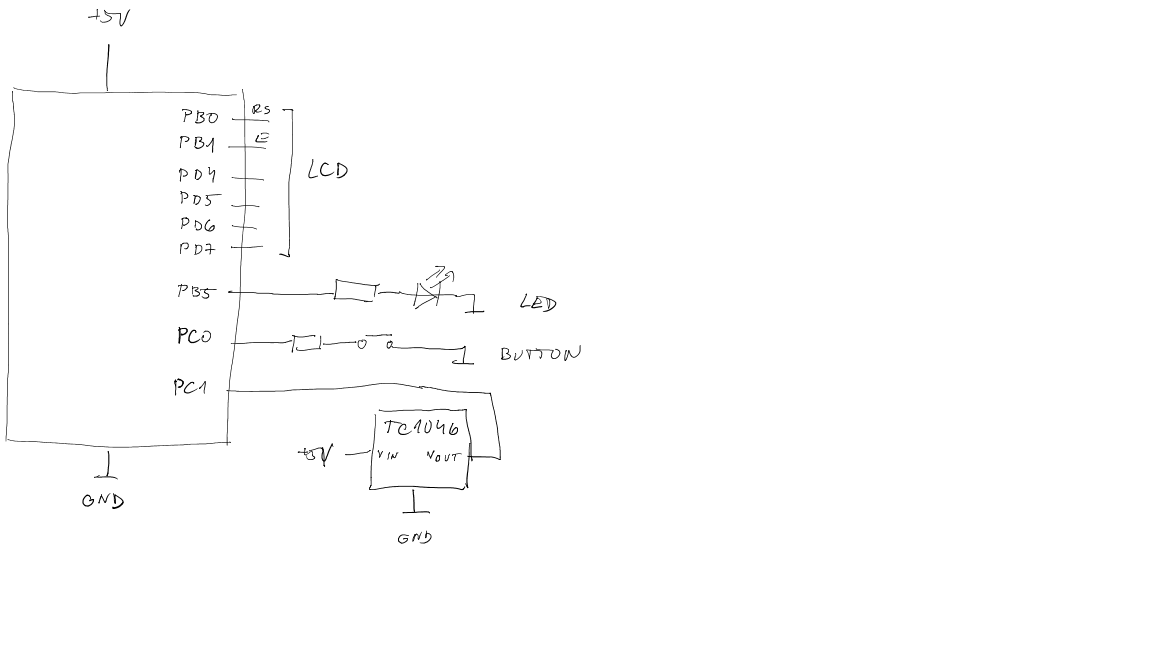 +5V
PB0 RS
PB1 E
PD4
LCD
PD5
PD6
PD7
PB5
LED
PC0
BUTTON
PC1
TC1046
+5V
VIN VOUT
GND
GND